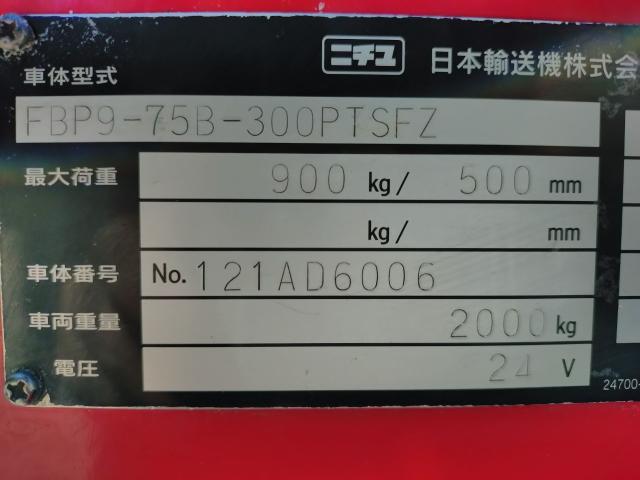 ニチユ 日本輸送機株式会
車体型式
FBP9-75B-300PTSFZ
最大荷重 900 kg/ 500 mm
kg/ mm
車体番号 No. 121AD6006
車両重量 2000 kg
電圧 24 V
24700-